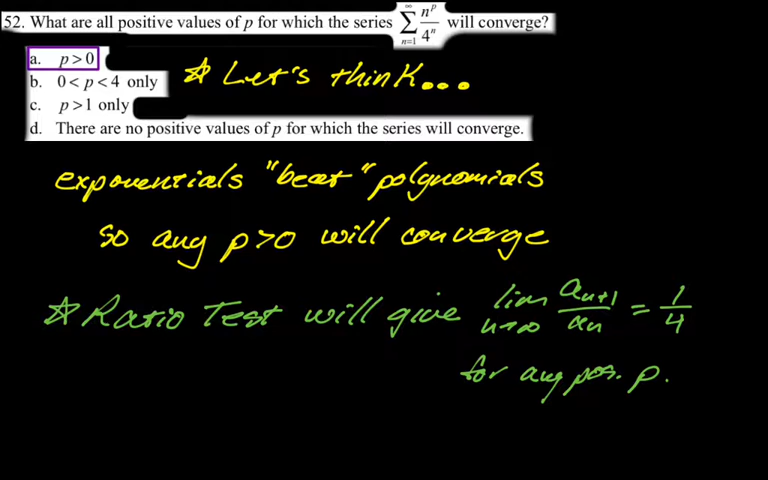 52. What are all positive values of p for which the series ∑_{n=1}^{∞} n^p/4^n will converge?
a. p > 0
b. 0 < p < 4 only
c. p > 1 only
d. There are no positive values of p for which the series will converge.
☆ Let's think...
exponentials "beat" polynomials
so any p>0 will converge
☆ Ratio Test will give lim_{n→∞} a_{n+1}/a_n = 1/4
for any pos. p.